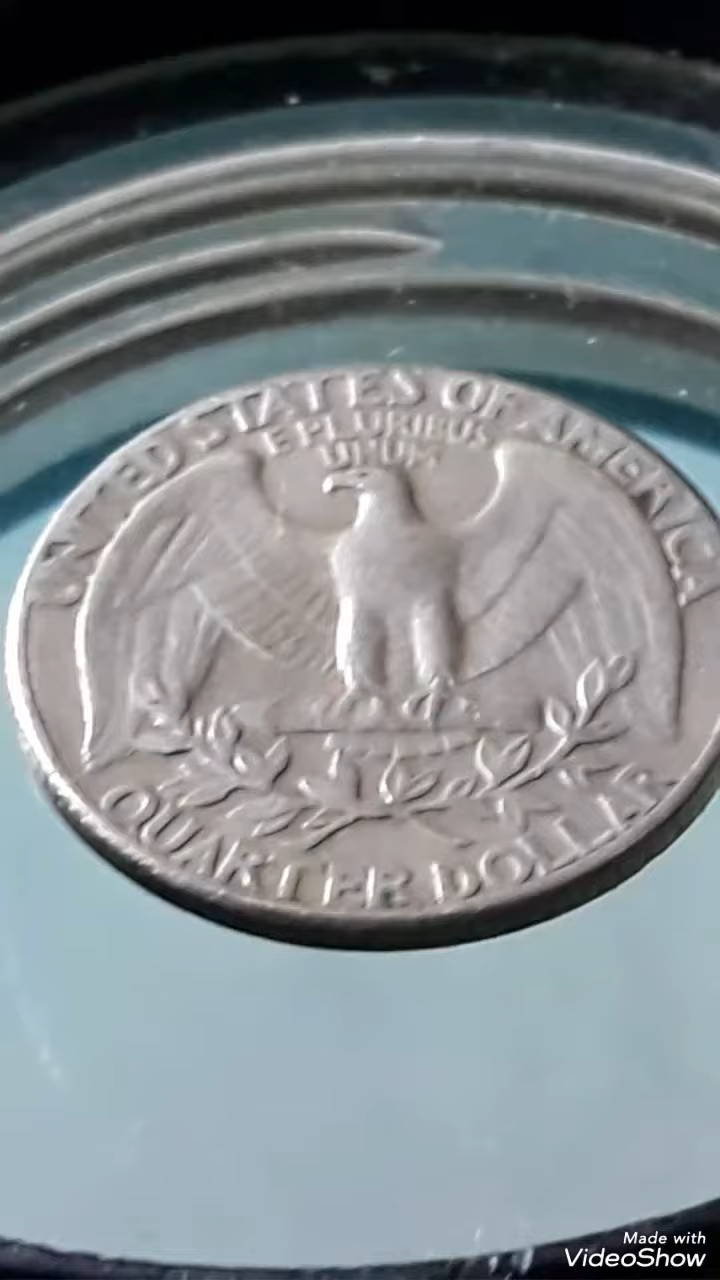 UNITED STATES OF AMERICA
E PLURIBUS
UNUM
QUARTER DOLLAR
Made with
VideoShow